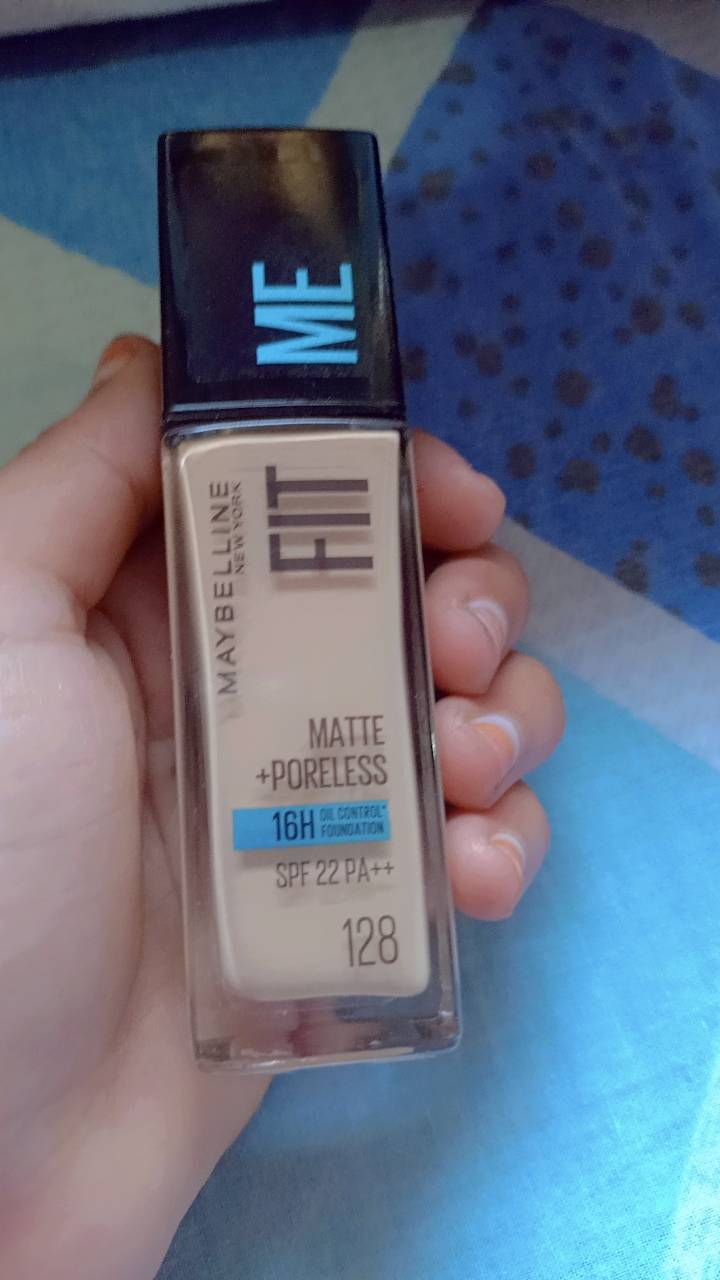 FIT
ME
MAYBELLINE
NEW YORK
MATTE
+PORELESS
16H OIL CONTROL*
FOUNDATION
SPF 22 PA++
128